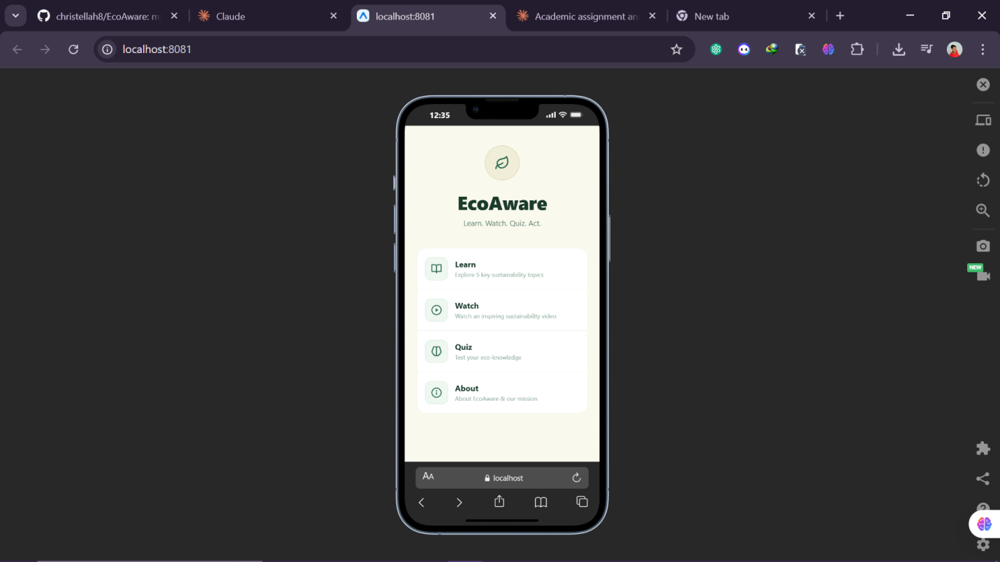 christellah8/EcoAware: m
Claude
localhost:8081
Academic assignment an
New tab
localhost:8081
NEW
12:35
EcoAware
Learn. Watch. Quiz. Act.
Learn
Explore 5 key sustainability topics
Watch
Watch an inspiring sustainability video
Quiz
Test your eco-knowledge
About
About EcoAware & our mission
AA
localhost